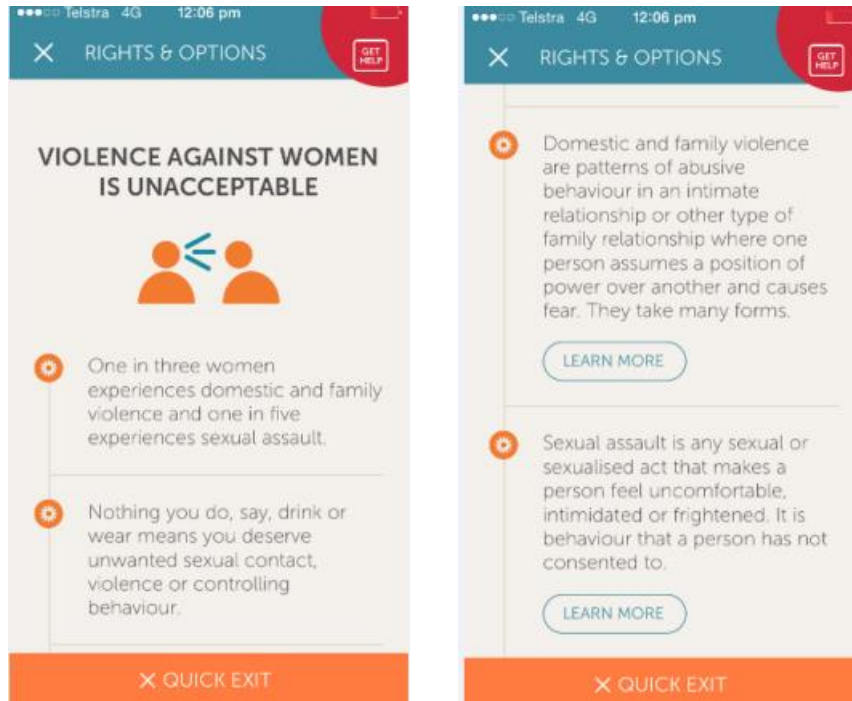 Telstra 4G 12:06 pm
RIGHTS & OPTIONS
GET
HELP
VIOLENCE AGAINST WOMEN
IS UNACCEPTABLE
One in three women
experiences domestic and family
violence and one in five
experiences sexual assault.
Nothing you do, say, drink or
wear means you deserve
unwanted sexual contact,
violence or controlling
behaviour.
X QUICK EXIT
Telstra 4G 12:06 pm
RIGHTS & OPTIONS
GET
HELP
Domestic and family violence
are patterns of abusive
behaviour in an intimate
relationship or other type of
family relationship where one
person assumes a position of
power over another and causes
fear. They take many forms.
LEARN MORE
Sexual assault is any sexual or
sexualised act that makes a
person feel uncomfortable,
intimidated or frightened. It is
behaviour that a person has not
consented to.
LEARN MORE
X QUICK EXIT